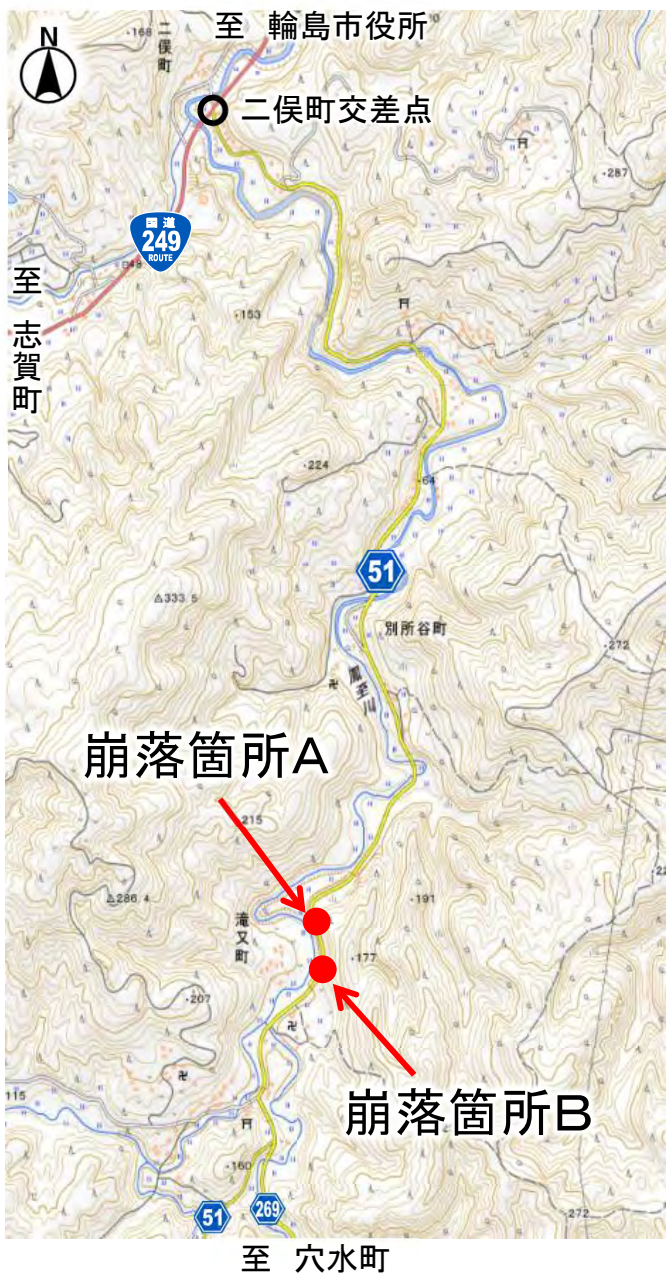 N
・168
二俣町
至 輪島市役所
二俣町交差点
・287
国道
249
ROUTE
48
至 志賀町
・153
・224
・64
51
△333.5
別所谷町
・272
鳳至川
崩落箇所A
215
△286.4
・191
滝又町
・177
・207
115
崩落箇所B
・160
51
269
・272
至 穴水町